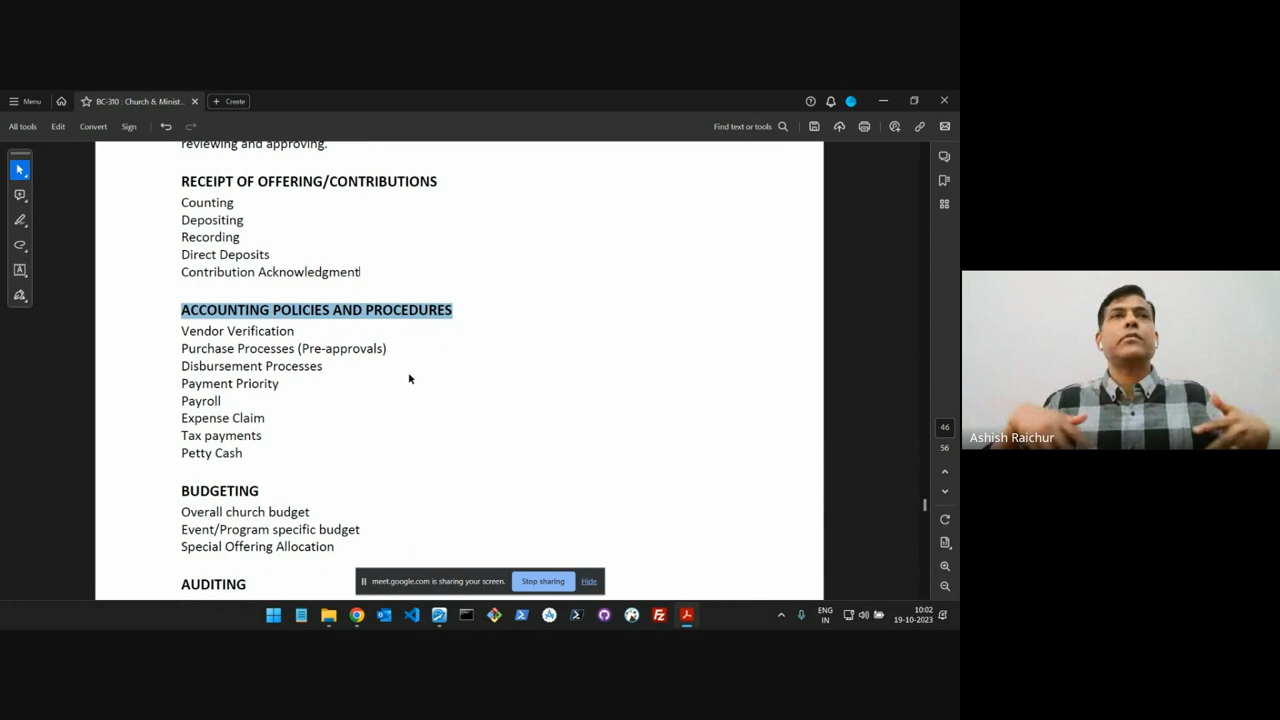 Menu
BC-310 : Church & Minist...
Create
All tools
Edit
Convert
Sign
Find text or tools
reviewing and approving.
RECEIPT OF OFFERING/CONTRIBUTIONS
Counting
Depositing
Recording
Direct Deposits
Contribution Acknowledgment
ACCOUNTING POLICIES AND PROCEDURES
Vendor Verification
Purchase Processes (Pre-approvals)
Disbursement Processes
Payment Priority
Payroll
Expense Claim
Tax payments
Petty Cash
BUDGETING
Overall church budget
Event/Program specific budget
Special Offering Allocation
AUDITING
46
56
meet.google.com is sharing your screen.
Stop sharing
Hide
ENG
IN
10:02
19-10-2023
Ashish Raichur